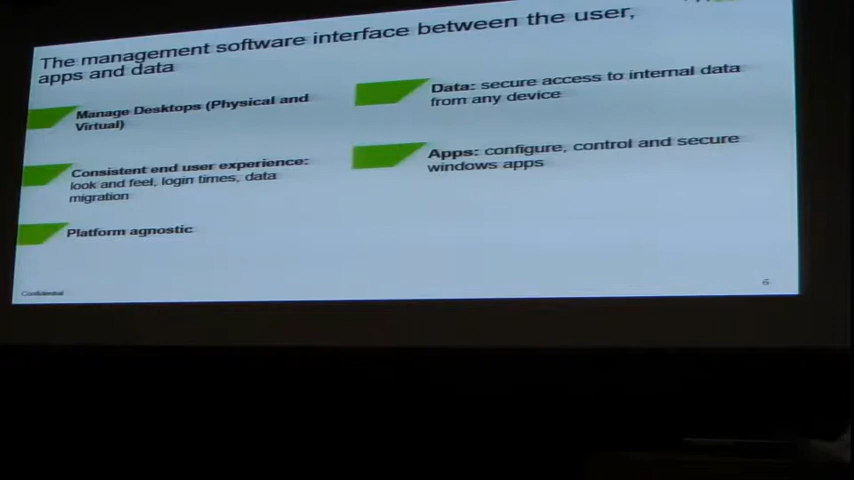 The management software interface between the user,
apps and data
Manage Desktops (Physical and
Virtual)
Consistent end user experience:
look and feel, login times, data
migration
Platform agnostic
Data: secure access to internal data
from any device
Apps: configure, control and secure
windows apps
Confidential
6